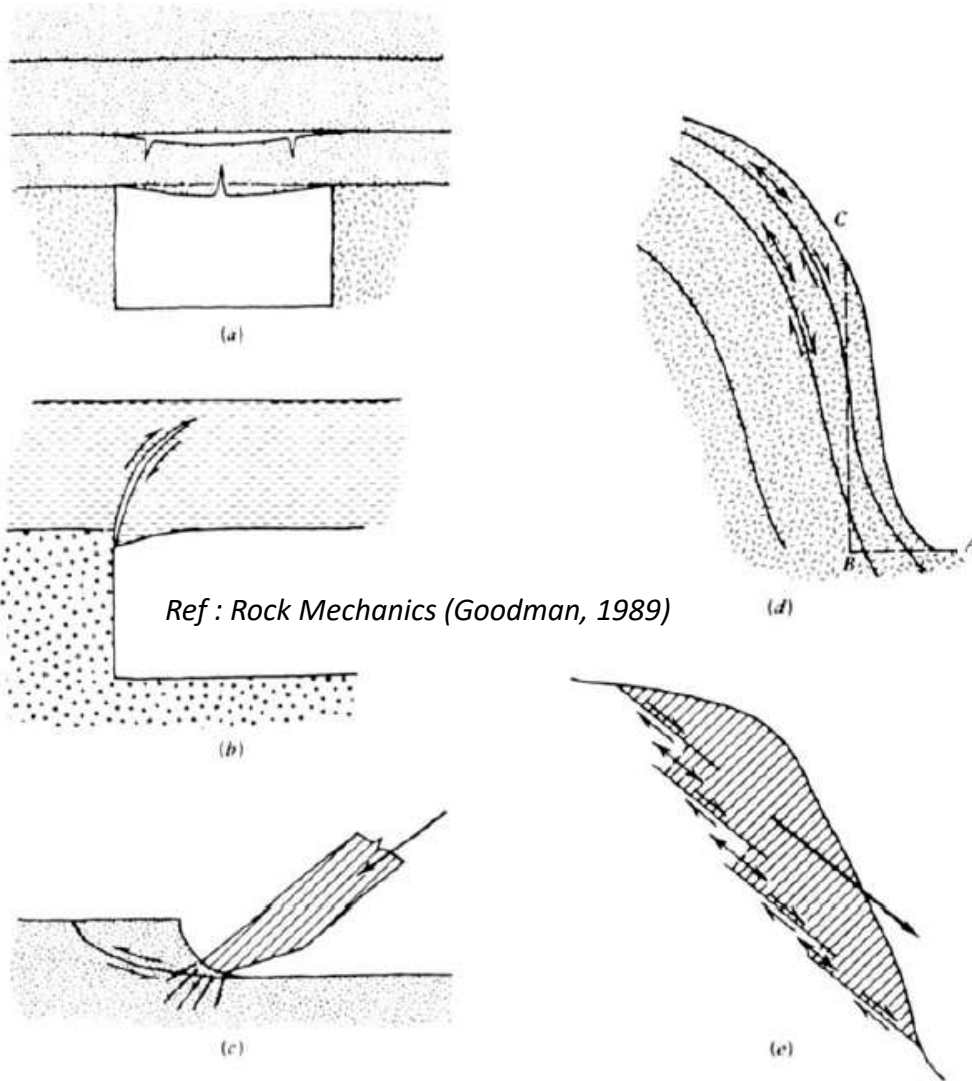 (a)
C
A
B
(d)
Ref : Rock Mechanics (Goodman, 1989)
(b)
(c)
(e)